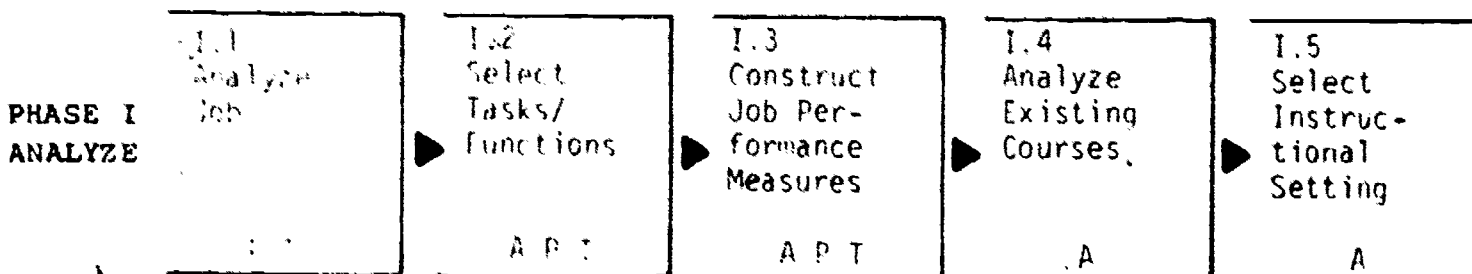 PHASE I
ANALYZE
I.1
Analyze
Job
I.2
Select
Tasks/
Functions
A P T
I.3
Construct
Job Per-
formance
Measures
A P T
I.4
Analyze
Existing
Courses
A
I.5
Select
Instruc-
tional
Setting
A